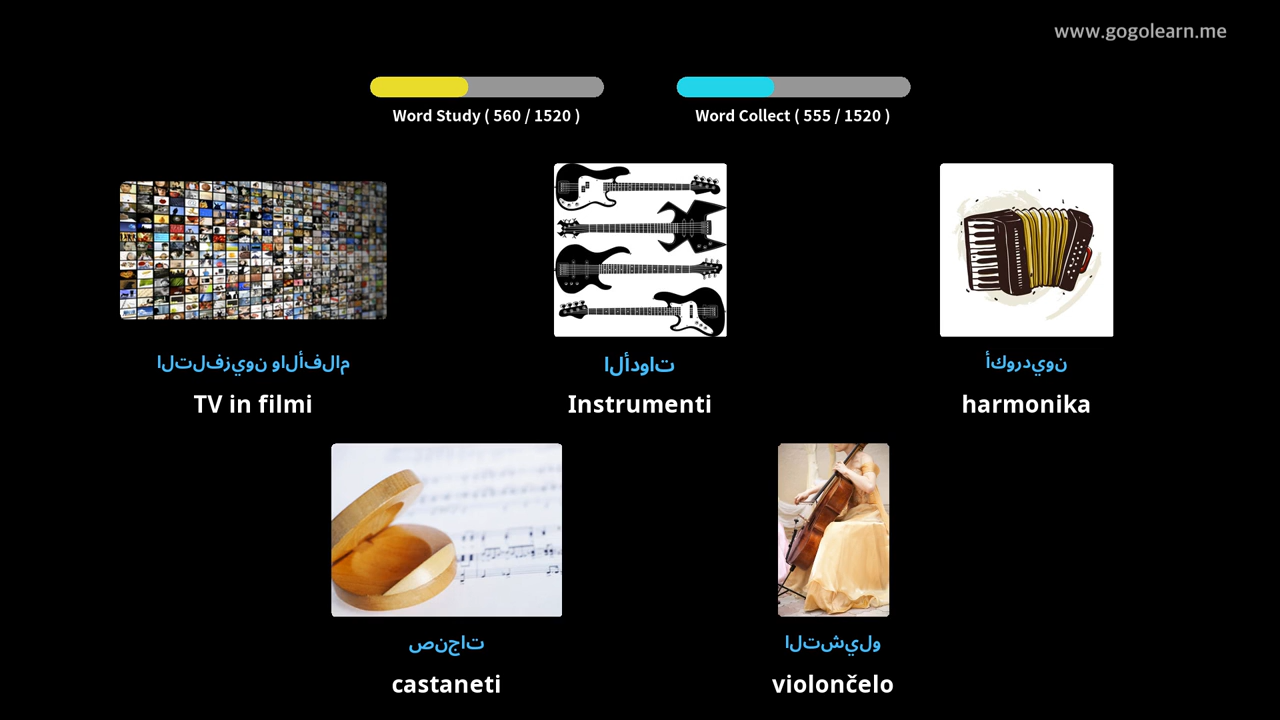 www.gogolearn.me
Word Study ( 560 / 1520 )
Word Collect ( 555 / 1520 )
التلفزيون والأفلام
الأدوات
أكورديون
TV in filmi
Instrumenti
harmonika
صنجات
التشيلو
castaneti
violončelo